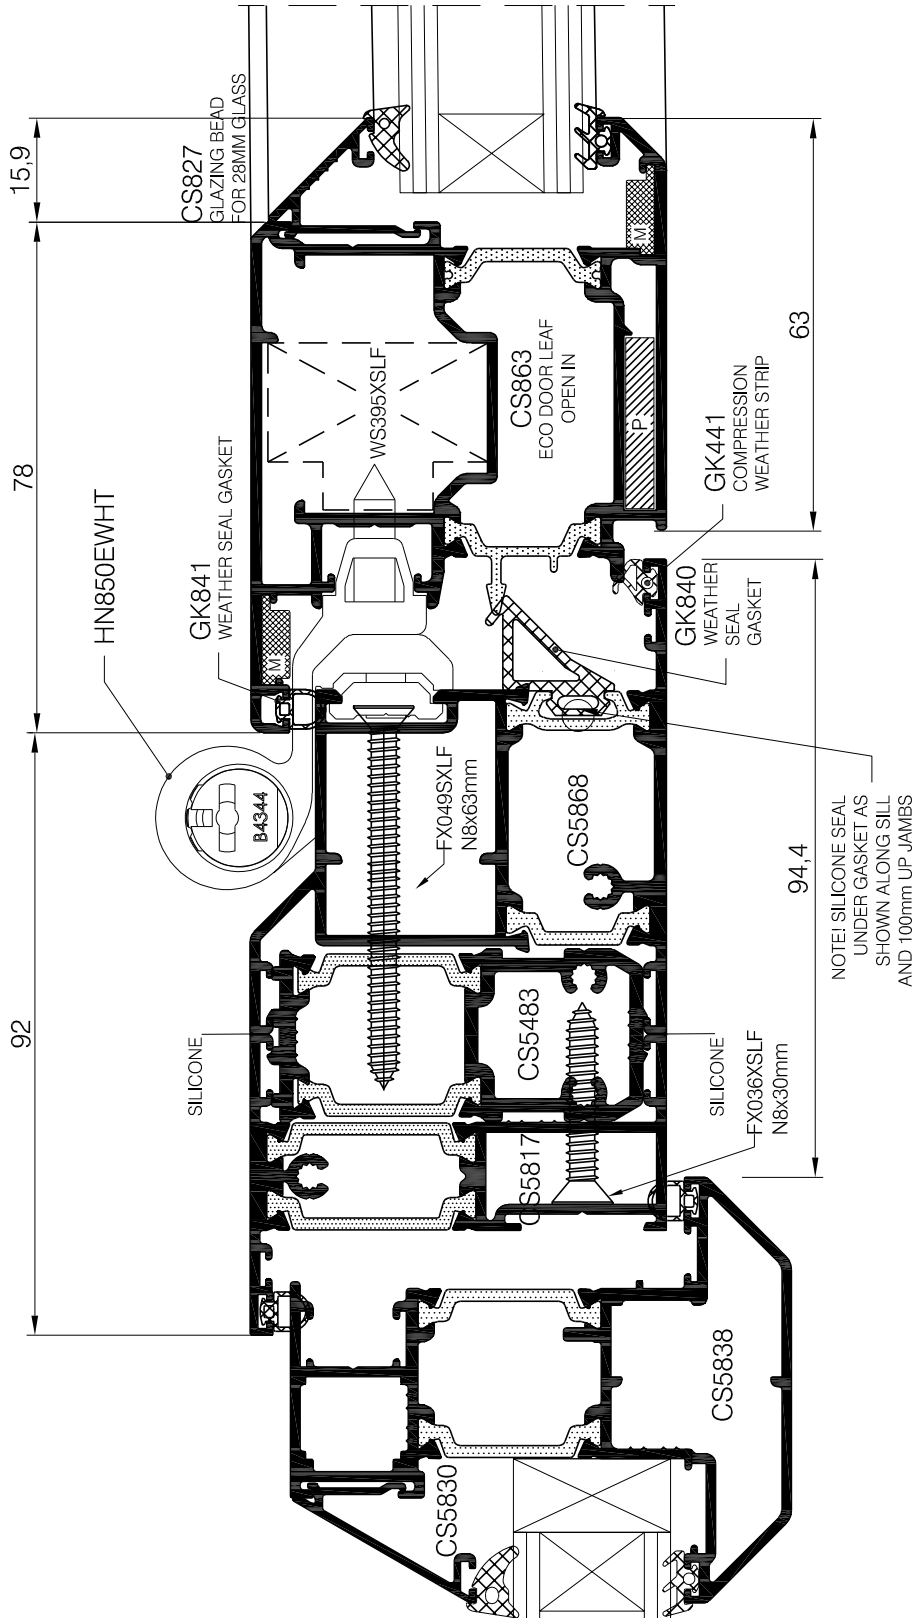 15,9
CS827
GLAZING BEAD
FOR 28MM GLASS
M
78
WS395XSLF
CS863
ECO DOOR LEAF
OPEN IN
P
63
GK441
COMPRESSION
WEATHER STRIP
HN850EWHT
GK841
WEATHER SEAL GASKET
M
GK840
WEATHER
SEAL
GASKET
B4344
FX049SXLF
N8x63mm
CS5868
94,4
NOTE! SILICONE SEAL
UNDER GASKET AS
SHOWN ALONG SILL
AND 100mm UP JAMBS
92
SILICONE
CS5483
SILICONE
FX036XSLF
N8x30mm
CS5817
CS5838
CS5830